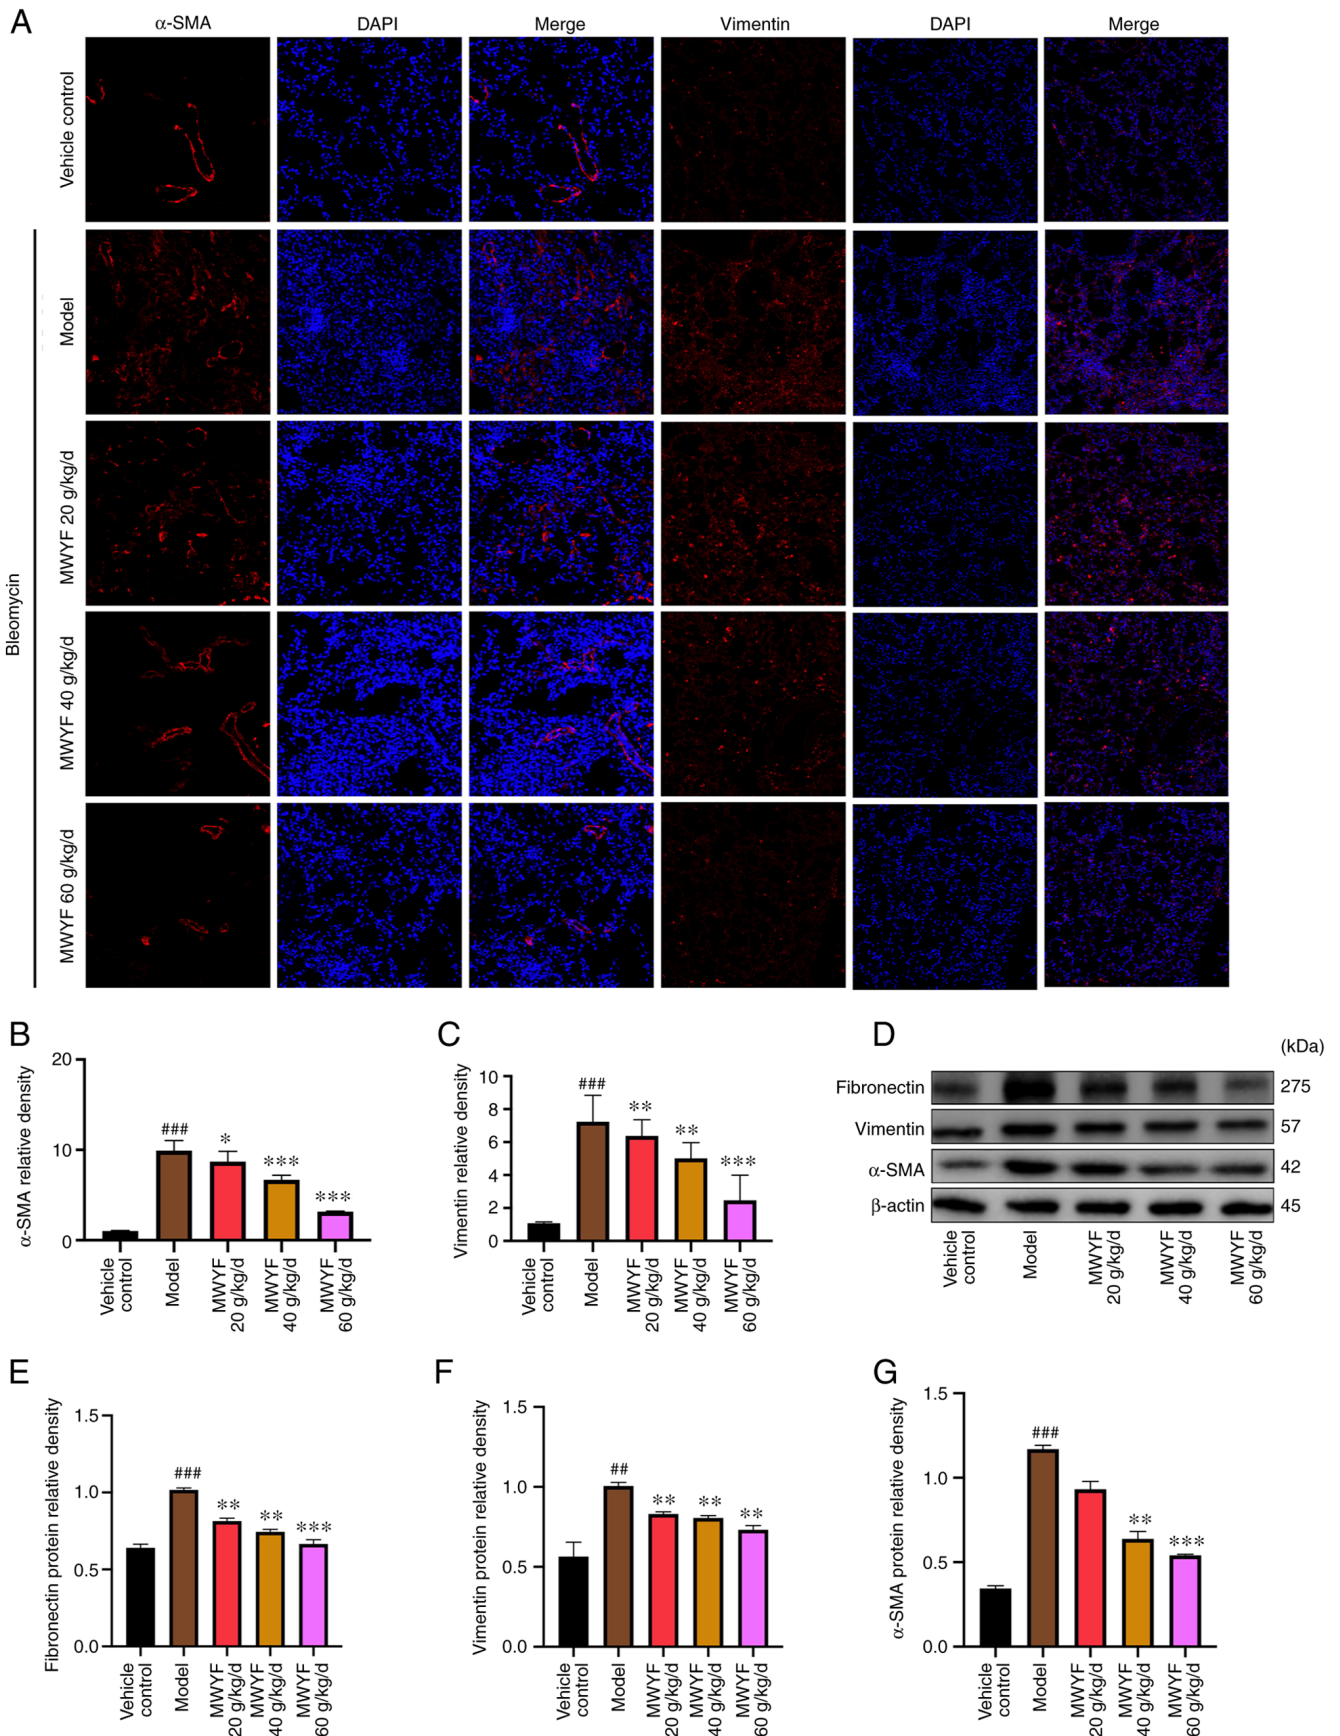 A
α-SMA DAPI Merge Vimentin DAPI Merge
Vehicle control
Bleomycin
Model
MWYF 20 g/kg/d
MWYF 40 g/kg/d
MWYF 60 g/kg/d
B
α-SMA relative density
20
10
0
###
*
***
***
Vehicle
control
Model
MWYF
20 g/kg/d
MWYF
40 g/kg/d
MWYF
60 g/kg/d
C
Vimentin relative density
10
8
6
4
2
0
###
**
**
***
Vehicle
control
Model
MWYF
20 g/kg/d
MWYF
40 g/kg/d
MWYF
60 g/kg/d
D
(kDa)
Fibronectin 275
Vimentin 57
α-SMA 42
β-actin 45
Vehicle
control
Model
MWYF
20 g/kg/d
MWYF
40 g/kg/d
MWYF
60 g/kg/d
E
Fibronectin protein relative density
1.5
1.0
0.5
0.0
###
**
**
***
Vehicle
control
Model
MWYF
20 g/kg/d
MWYF
40 g/kg/d
MWYF
60 g/kg/d
F
Vimentin protein relative density
1.5
1.0
0.5
0.0
##
**
**
**
Vehicle
control
Model
MWYF
20 g/kg/d
MWYF
40 g/kg/d
MWYF
60 g/kg/d
G
α-SMA protein relative density
1.5
1.0
0.5
0.0
###
**
***
Vehicle
control
Model
MWYF
20 g/kg/d
MWYF
40 g/kg/d
MWYF
60 g/kg/d